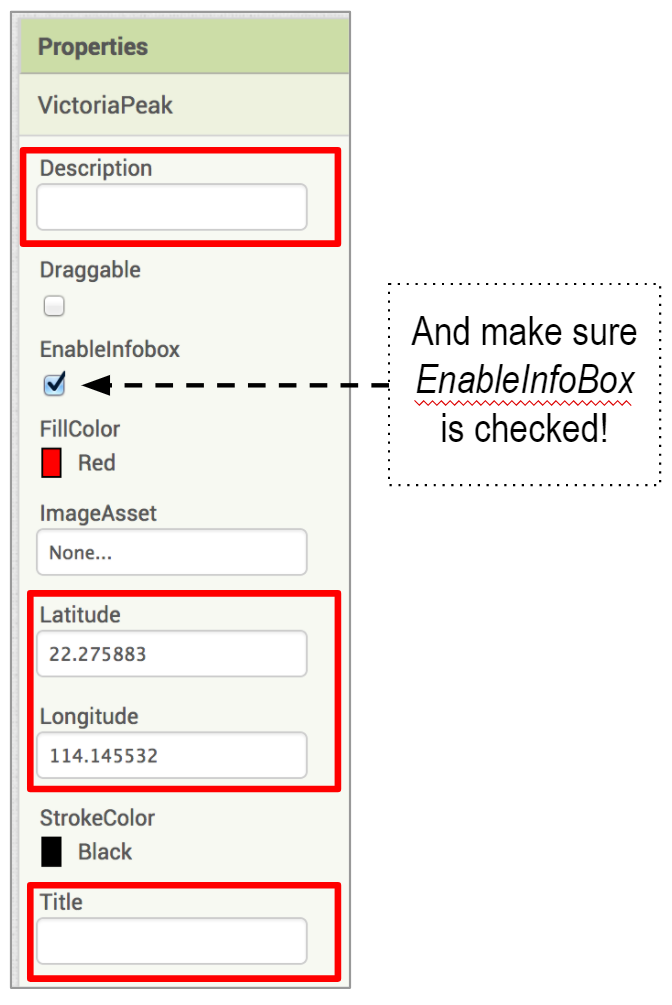 Properties
VictoriaPeak
Description
Draggable
EnableInfobox
FillColor
Red
ImageAsset
None...
Latitude
22.275883
Longitude
114.145532
StrokeColor
Black
Title
And make sure
EnableInfoBox
is checked!